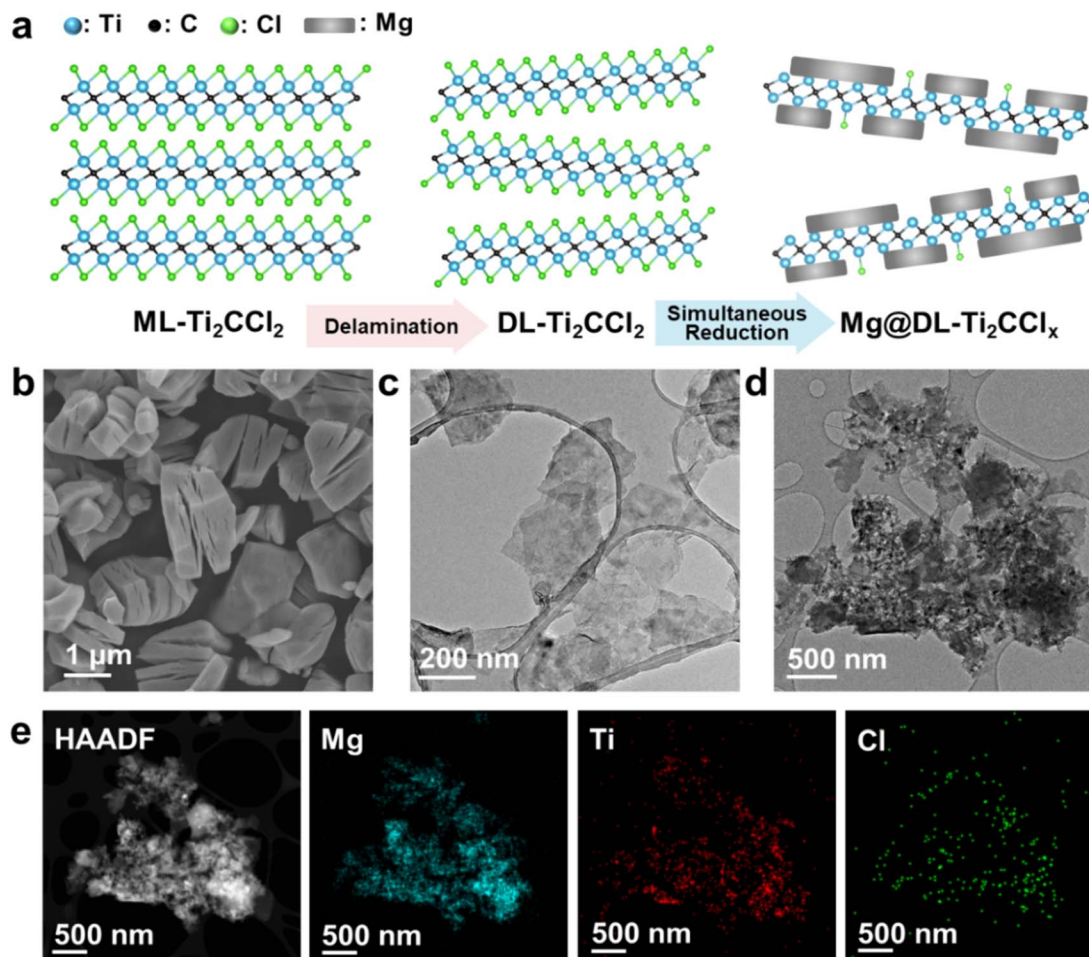 a
: Ti : C : Cl : Mg
ML-Ti₂CCl₂ Delamination DL-Ti₂CCl₂ Simultaneous Reduction Mg@DL-Ti₂CClₓ
b c d
1 μm 200 nm 500 nm
e HAADF Mg Ti Cl
500 nm 500 nm 500 nm 500 nm